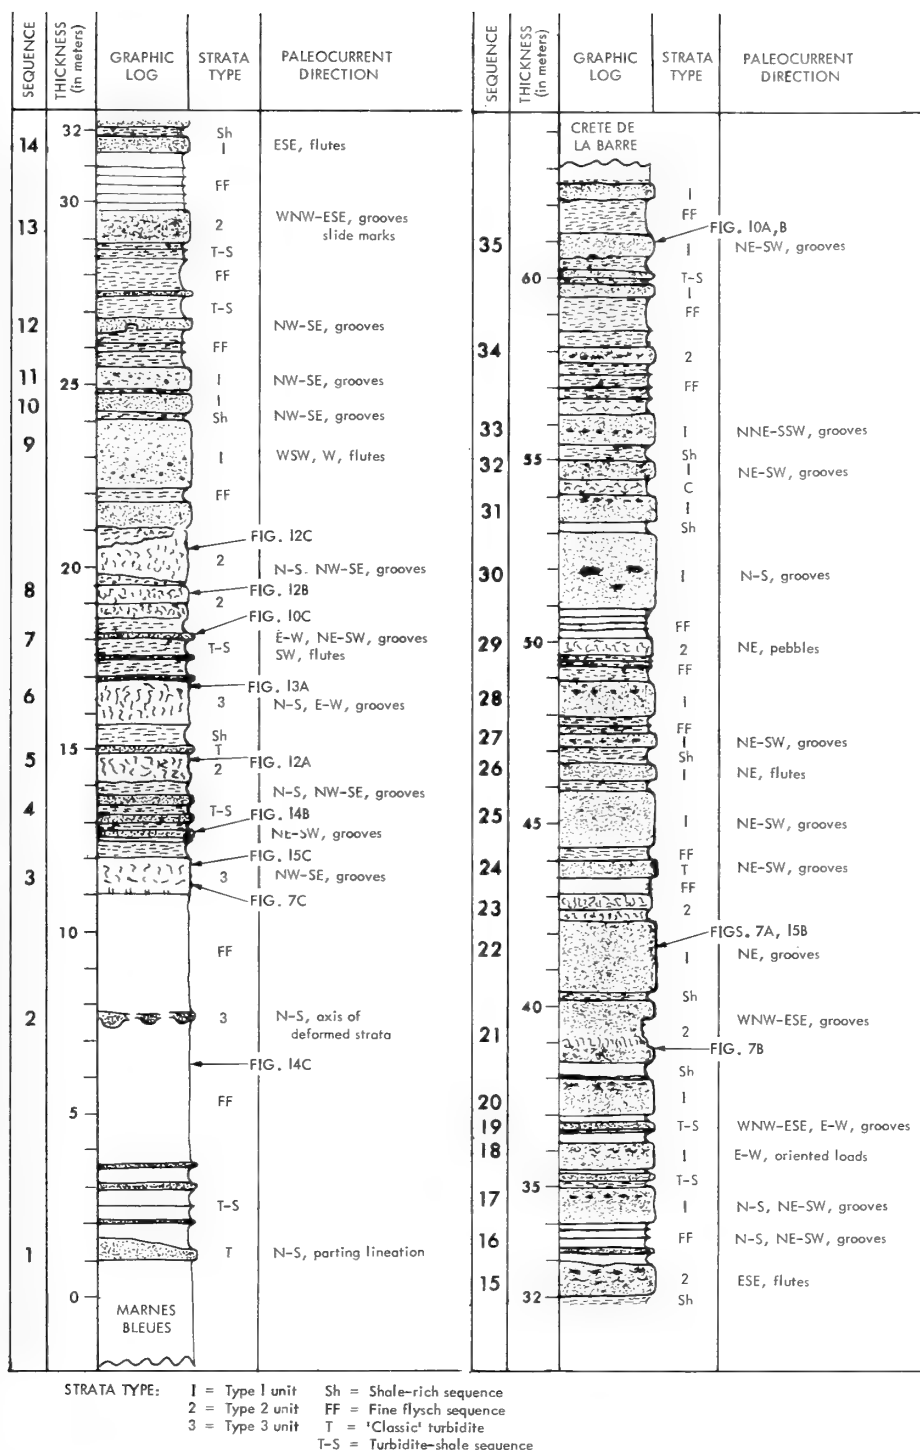 SEQUENCE
THICKNESS (in meters)
GRAPHIC LOG
STRATA TYPE
PALEOCURRENT DIRECTION
32
Sh
14
I
ESE, flutes
FF
30
13
2
WNW-ESE, grooves
slide marks
T-S
FF
T-S
12
NW-SE, grooves
FF
11
25
I
NW-SE, grooves
10
I
Sh
NW-SE, grooves
9
I
WSW, W, flutes
FF
FIG. 12C
20
2
N-S. NW-SE, grooves
8
FIG. 12B
2
FIG. 10C
7
E-W, NE-SW, grooves
T-S
SW, flutes
FIG. 13A
6
3
N-S, E-W, grooves
Sh
15
T
5
FIG. 12A
2
N-S, NW-SE, grooves
4
T-S
FIG. 14B
NE-SW, grooves
FIG. 15C
3
3
NW-SE, grooves
FIG. 7C
10
FF
2
3
N-S, axis of
deformed strata
FIG. 14C
FF
5
T-S
1
T
N-S, parting lineation
0
MARNES
BLEUES
SEQUENCE
THICKNESS (in meters)
GRAPHIC LOG
STRATA TYPE
PALEOCURRENT DIRECTION
CRETE DE
LA BARRE
I
FF
FIG. 10A, B
35
I
NE-SW, grooves
60
T-S
I
FF
34
2
FF
33
I
NNE-SSW, grooves
55
Sh
32
I
NE-SW, grooves
C
31
I
Sh
30
I
N-S, grooves
FF
50
29
2
NE, pebbles
FF
28
I
FF
27
I
NE-SW, grooves
Sh
26
I
NE, flutes
25
45
I
NE-SW, grooves
FF
24
T
NE-SW, grooves
FF
23
2
FIGS. 7A, 15B
22
I
NE, grooves
Sh
40
WNW-ESE, grooves
21
2
FIG. 7B
Sh
20
I
19
T-S
WNW-ESE, E-W, grooves
18
I
E-W, oriented loads
T-S
35
17
I
N-S, NE-SW, grooves
16
FF
N-S, NE-SW, grooves
15
2
ESE, flutes
32
Sh
STRATA TYPE:
I = Type I unit Sh = Shale-rich sequence
2 = Type 2 unit FF = Fine flysch sequence
3 = Type 3 unit T = 'Classic' turbidite
T-S = Turbidite-shale sequence